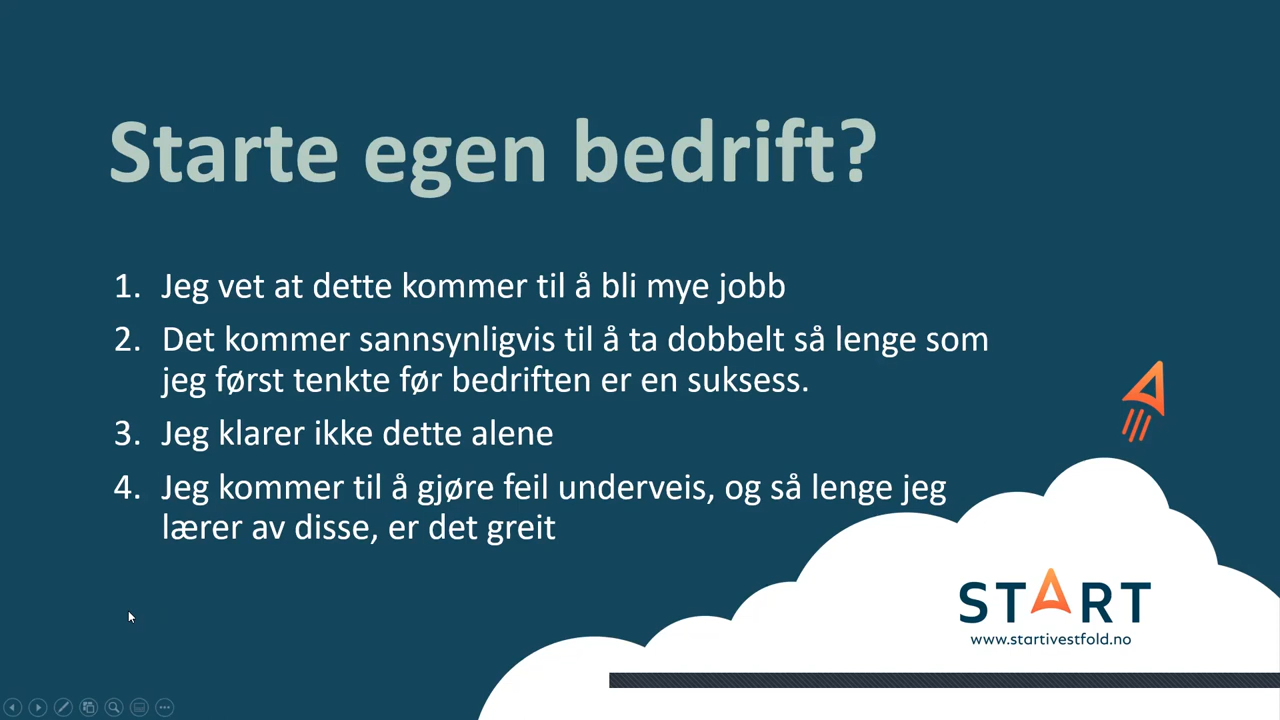 Starte egen bedrift?
1. Jeg vet at dette kommer til å bli mye jobb
2. Det kommer sannsynligvis til å ta dobbelt så lenge som
jeg først tenkte før bedriften er en suksess.
3. Jeg klarer ikke dette alene
4. Jeg kommer til å gjøre feil underveis, og så lenge jeg
lærer av disse, er det greit
START
www.startivestfold.no